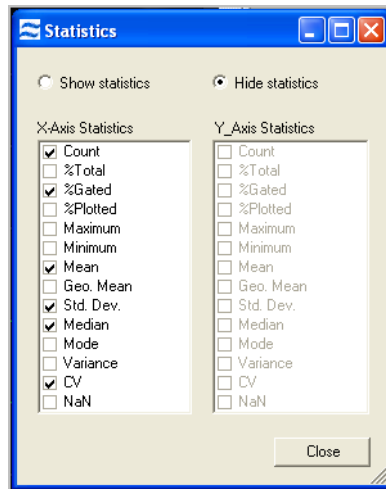 Statistics
Show statistics
Hide statistics
X-Axis Statistics
Count
%Total
%Gated
%Plotted
Maximum
Minimum
Mean
Geo. Mean
Std. Dev.
Median
Mode
Variance
CV
NaN
Y_Axis Statistics
Count
%Total
%Gated
%Plotted
Maximum
Minimum
Mean
Geo. Mean
Std. Dev.
Median
Mode
Variance
CV
NaN
Close